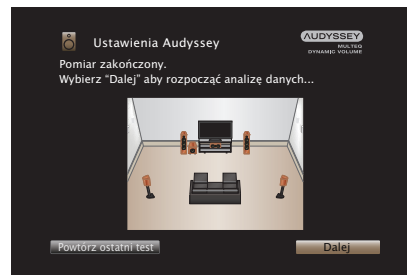 Ustawienia Audyssey
AUDYSSEY
MULTEQ
DYNAMIC VOLUME
Pomiar zakończony.
Wybierz “Dalej” aby rozpocząć analizę danych...
Powtórz ostatni test
Dalej